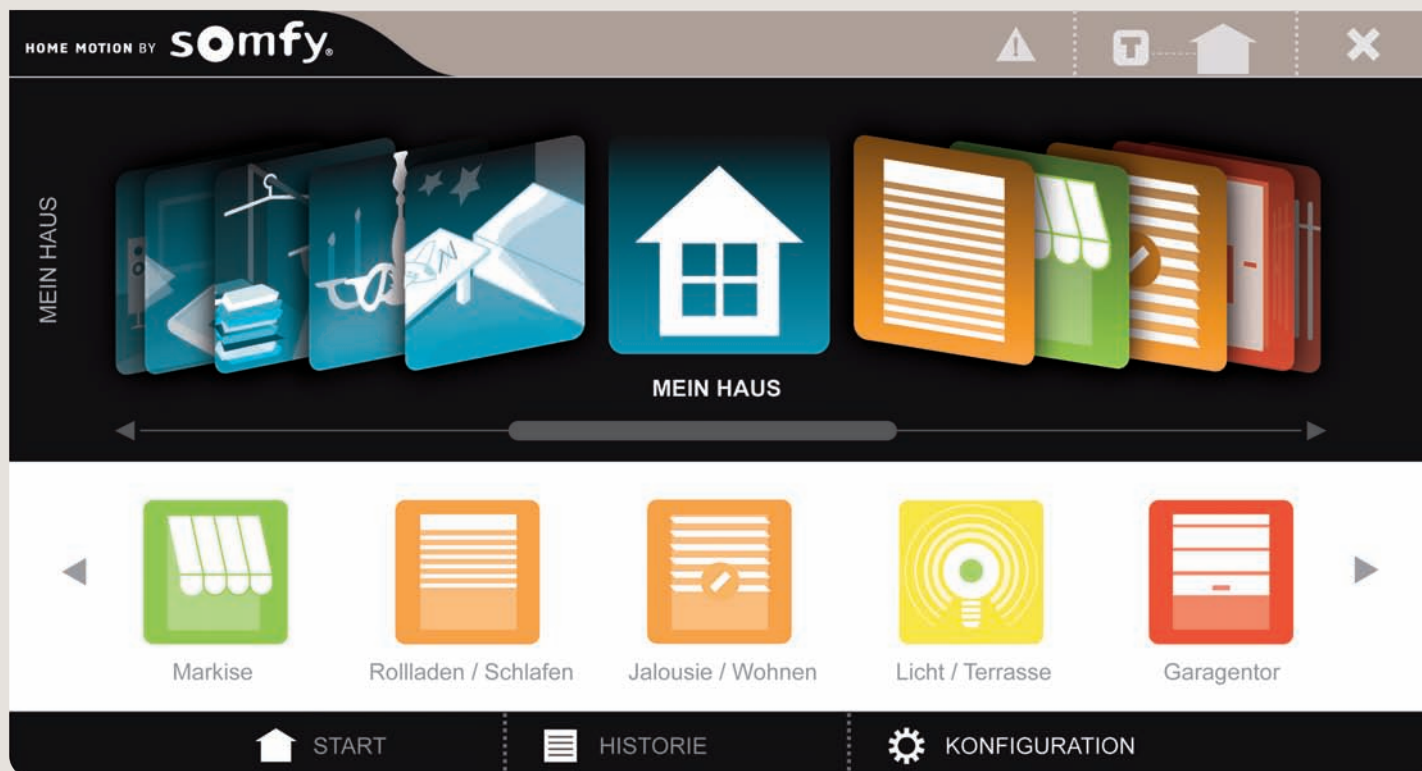 HOME MOTION BY somfy®
MEIN HAUS
MEIN HAUS
Markise
Rollladen / Schlafen
Jalousie / Wohnen
Licht / Terrasse
Garagentor
START
HISTORIE
KONFIGURATION